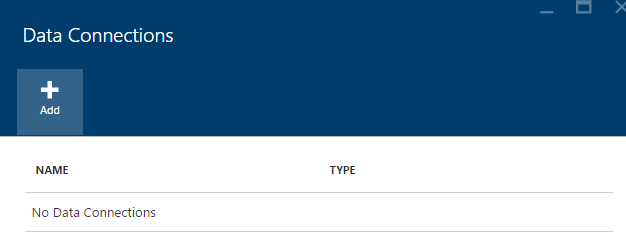 Data Connections
Add
NAME TYPE
No Data Connections